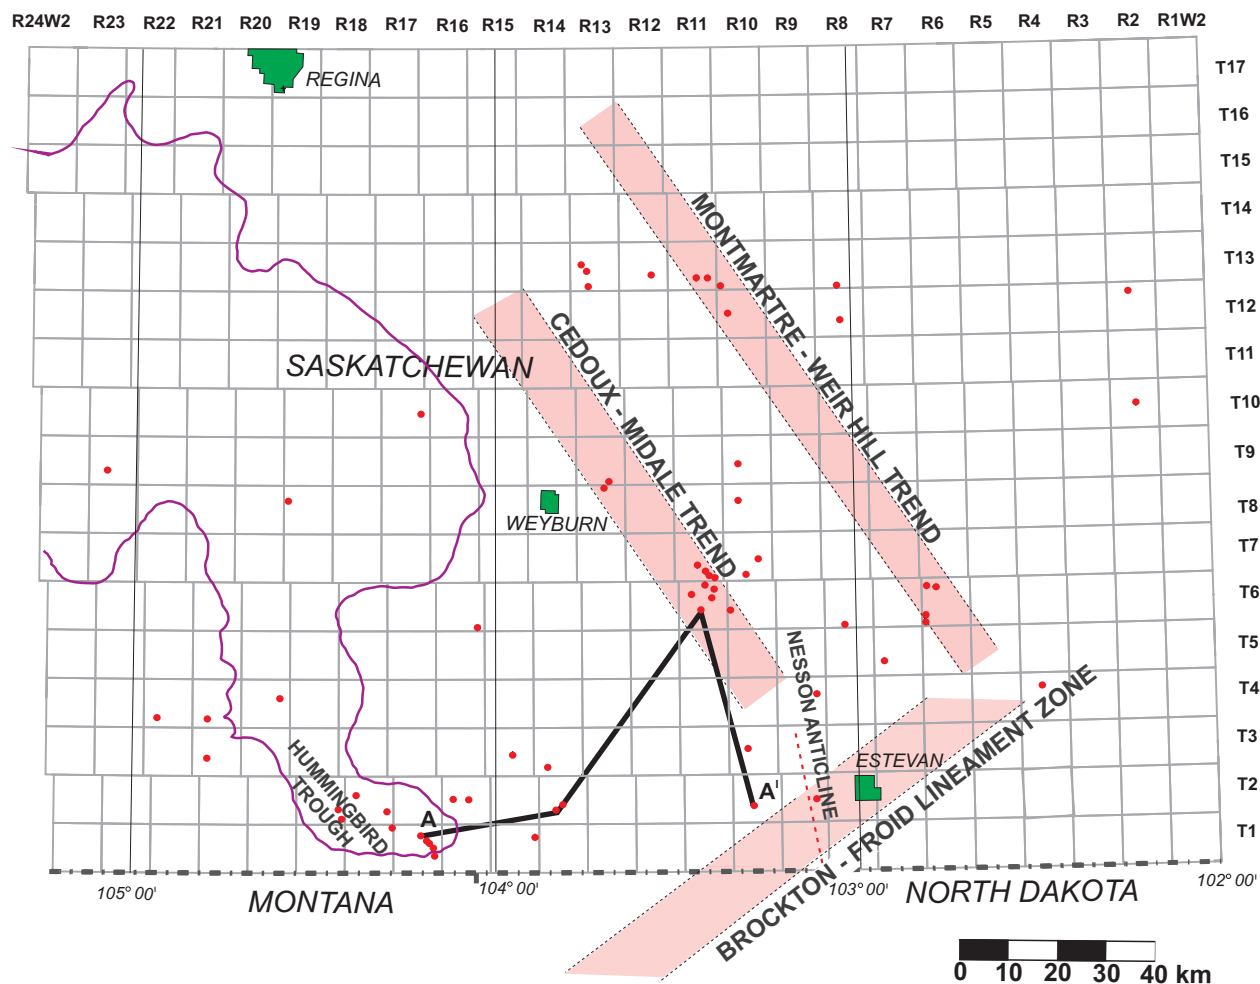 R24W2 R23 R22 R21 R20 R19 R18 R17 R16 R15 R14 R13 R12 R11 R10 R9 R8 R7 R6 R5 R4 R3 R2 R1W2
T17
REGINA
T16
T15
T14
MONTMARTRE - WEIR HILL TREND
T13
T12
CEDOUX - MIDALE TREND
T11
SASKATCHEWAN
T10
T9
T8
WEYBURN
T7
T6
T5
NESSON ANTICLINE
T4
BROCKTON - FROID LINEAMENT ZONE
T3
HUMMINGBIRD
TROUGH
ESTEVAN
T2
A'
A
T1
105° 00'
104° 00'
103° 00'
102° 00'
MONTANA
NORTH DAKOTA
0 10 20 30 40 km